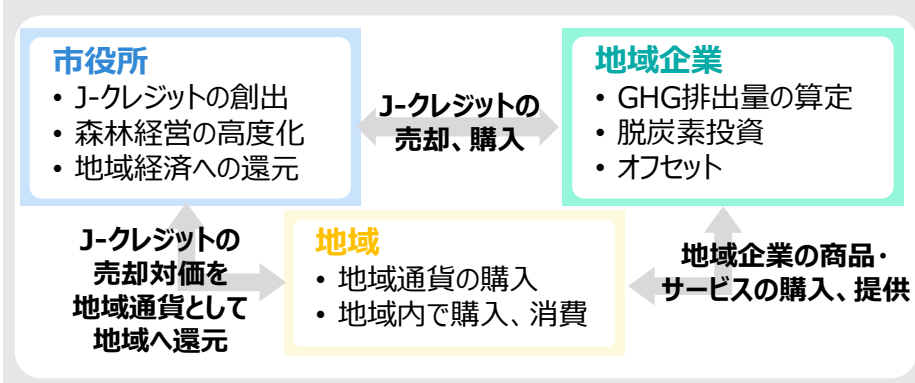 市役所
• J-クレジットの創出
• 森林経営の高度化
• 地域経済への還元
J-クレジットの
売却、購入
地域企業
• GHG排出量の算定
• 脱炭素投資
• オフセット
J-クレジットの
売却対価を
地域通貨として
地域へ還元
地域
• 地域通貨の購入
• 地域内で購入、消費
地域企業の商品・
サービスの購入、提供